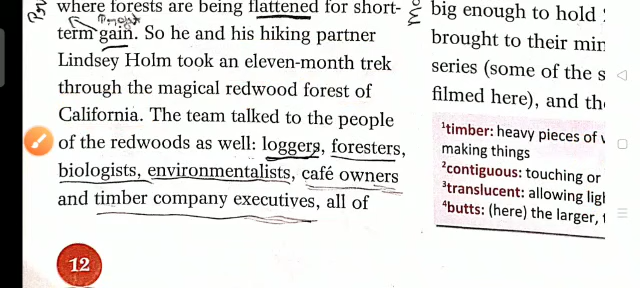 where forests are being flattened for short-
term gain. So he and his hiking partner
Lindsey Holm took an eleven-month trek
through the magical redwood forest of
California. The team talked to the people
of the redwoods as well: loggers, foresters,
biologists, environmentalists, café owners
and timber company executives, all of
12
big enough to hold
brought to their
series (some of the s
filmed here), and
¹timber: heavy pieces of
making things
²contiguous: touching or
³translucent: allowing
⁴butts: (here) the larger,